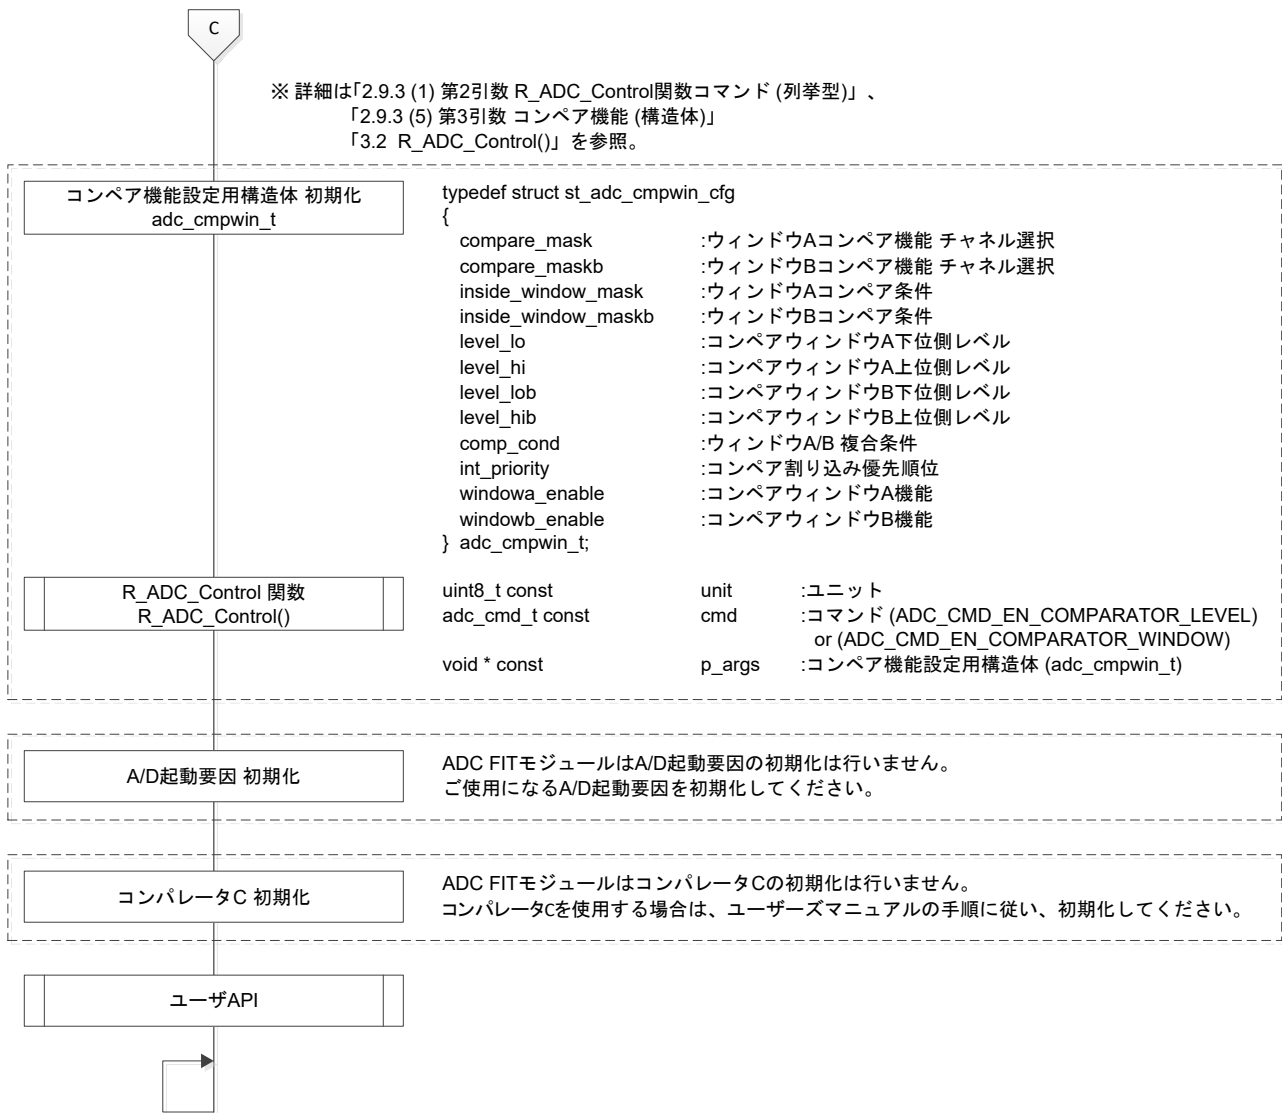 C
※ 詳細は「2.9.3 (1) 第2引数 R_ADC_Control関数コマンド (列挙型)」、
「2.9.3 (5) 第3引数 コンペア機能 (構造体)」
「3.2 R_ADC_Control()」を参照。
コンペア機能設定用構造体 初期化
adc_cmpwin_t
typedef struct st_adc_cmpwin_cfg
{
compare_mask :ウィンドウAコンペア機能 チャネル選択
compare_maskb :ウィンドウBコンペア機能 チャネル選択
inside_window_mask :ウィンドウAコンペア条件
inside_window_maskb :ウィンドウBコンペア条件
level_lo :コンペアウィンドウA下位側レベル
level_hi :コンペアウィンドウA上位側レベル
level_lob :コンペアウィンドウB下位側レベル
level_hib :コンペアウィンドウB上位側レベル
comp_cond :ウィンドウA/B 複合条件
int_priority :コンペア割り込み優先順位
windowa_enable :コンペアウィンドウA機能
windowb_enable :コンペアウィンドウB機能
} adc_cmpwin_t;
R_ADC_Control 関数
R_ADC_Control()
uint8_t const unit :ユニット
adc_cmd_t const cmd :コマンド (ADC_CMD_EN_COMPARATOR_LEVEL)
or (ADC_CMD_EN_COMPARATOR_WINDOW)
void * const p_args :コンペア機能設定用構造体 (adc_cmpwin_t)
A/D起動要因 初期化
ADC FITモジュールはA/D起動要因の初期化は行いません。
ご使用になるA/D起動要因を初期化してください。
コンパレータC 初期化
ADC FITモジュールはコンパレータCの初期化は行いません。
コンパレータCを使用する場合は、ユーザーズマニュアルの手順に従い、初期化してください。
ユーザAPI